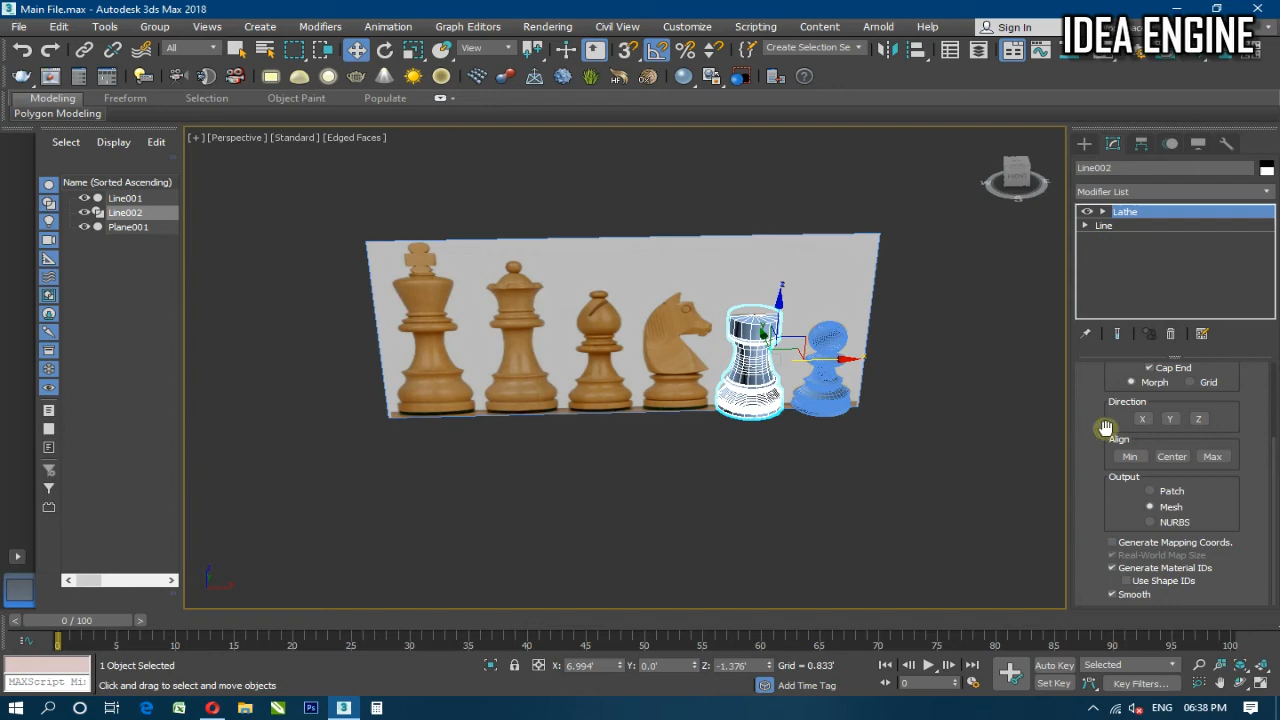 Main File.max - Autodesk 3ds Max 2018
File Edit Tools Group Views Create Modifiers Animation Graph Editors Rendering Civil View Customize Scripting Content Arnold Help Sign In
IDEA ENGINE
All View Create Selection Se
Modeling Freeform Selection Object Paint Populate
Polygon Modeling
Select Display Edit
[+] [Perspective] [Standard] [Edged Faces]
Name (Sorted Ascending)
Line001
Line002
Plane001
Line002
Modifier List
Lathe
Line
Cap End
Morph Grid
Direction
X Y Z
Align
Min Center Max
Output
Patch
Mesh
NURBS
Generate Mapping Coords.
Real-World Map Size
Generate Material IDs
Use Shape IDs
Smooth
0 / 100
0 5 10 15 20 25 30 35 40 45 50 55 60 65 70 75 80 85 90 95 100
1 Object Selected
X: 6.994' Y: 0.0' Z: -1.376' Grid = 0.833'
Auto Key Selected
MAXScript Mi
Click and drag to select and move objects
Add Time Tag
0
Set Key Key Filters...
ENG 06:38 PM